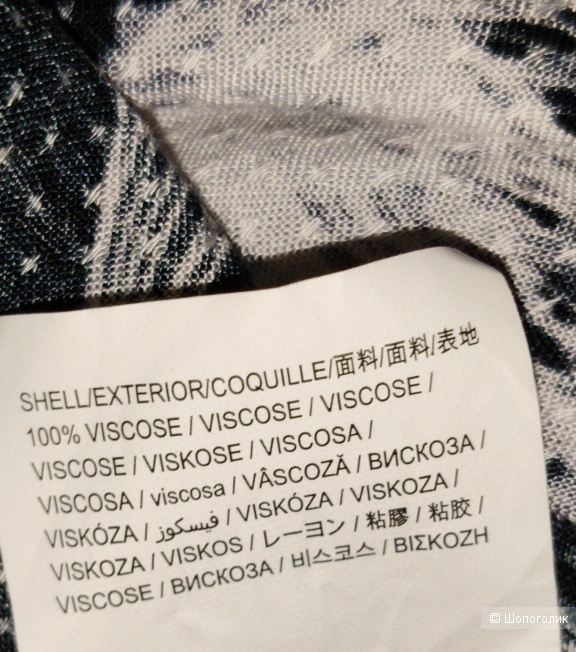 SHELL/EXTERIOR/COQUILLE/面料/面料/表地
100% VISCOSE / VISCOSE / VISCOSE /
VISCOSE / VISKOSE / VISCOSA /
VISCOSA / viscosa / VÂSCOZĂ / ВИСКОЗА /
VISKÓZA / فيسكوز / VISKÓZA / VISKOZA /
VISKOZA / VISKOS / レーヨン / 粘膠 / 粘胶 /
VISCOSE / ВИСКОЗА / 비스코스 / ΒΙΣΚΟΖΗ
© Шопоголик